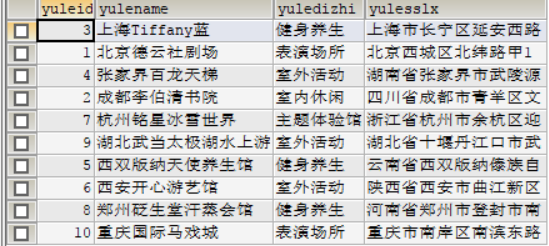 yuleid yulename yuledizhi yulesslx
3 上海Tiffany蓝 健身养生 上海市长宁区延安西路
1 北京德云社剧场 表演场所 北京西城区北纬路甲1
4 张家界百龙天梯 室外活动 湖南省张家界市武陵源
2 成都李伯清书院 室内休闲 四川省成都市青羊区文
7 杭州铭星冰雪世界 主题体验馆 浙江省杭州市余杭区迎
9 湖北武当太极湖水上游 室外活动 湖北省十堰丹江口市武
5 西双版纳天使养生馆 健身养生 云南省西双版纳傣族自
6 西安开心游艺馆 室外活动 陕西省西安市曲江新区
8 郑州砭生堂汗蒸会馆 健身养生 河南省郑州市登封市南
10 重庆国际马戏城 表演场所 重庆市南岸区南滨东路